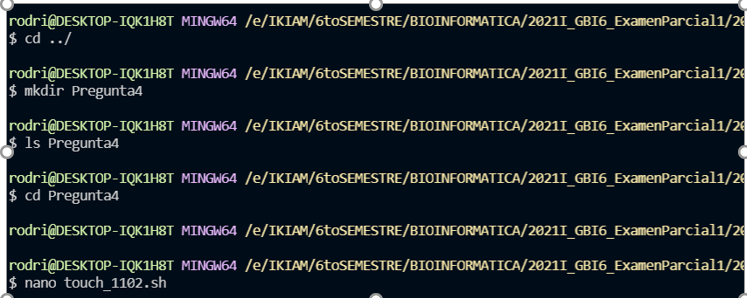 rodri@DESKTOP-IQK1H8T MINGW64 /e/IKIAM/6toSEMESTRE/BIOINFORMATICA/2021I_GBI6_ExamenParcial1/20
$ cd ../
rodri@DESKTOP-IQK1H8T MINGW64 /e/IKIAM/6toSEMESTRE/BIOINFORMATICA/2021I_GBI6_ExamenParcial1/20
$ mkdir Pregunta4
rodri@DESKTOP-IQK1H8T MINGW64 /e/IKIAM/6toSEMESTRE/BIOINFORMATICA/2021I_GBI6_ExamenParcial1/20
$ ls Pregunta4
rodri@DESKTOP-IQK1H8T MINGW64 /e/IKIAM/6toSEMESTRE/BIOINFORMATICA/2021I_GBI6_ExamenParcial1/20
$ cd Pregunta4
rodri@DESKTOP-IQK1H8T MINGW64 /e/IKIAM/6toSEMESTRE/BIOINFORMATICA/2021I_GBI6_ExamenParcial1/20
rodri@DESKTOP-IQK1H8T MINGW64 /e/IKIAM/6toSEMESTRE/BIOINFORMATICA/2021I_GBI6_ExamenParcial1/20
$ nano touch_1102.sh